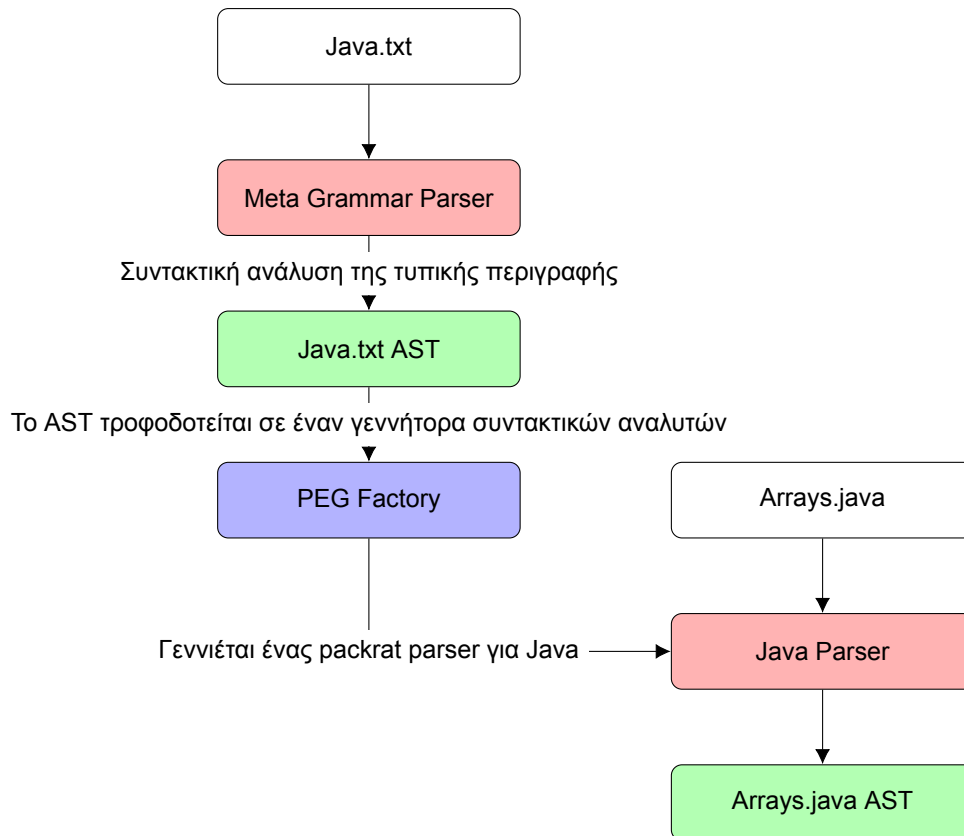 Java.txt
Meta Grammar Parser
Συντακτική ανάλυση της τυπικής περιγραφής
Java.txt AST
Το AST τροφοδοτείται σε έναν γεννήτορα συντακτικών αναλυτών
PEG Factory
Arrays.java
Γεννιέται ένας packrat parser για Java
Java Parser
Arrays.java AST